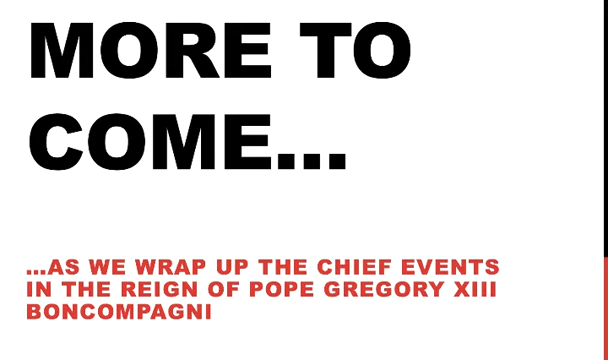 MORE TO
COME...
...AS WE WRAP UP THE CHIEF EVENTS
IN THE REIGN OF POPE GREGORY XIII
BONCOMPAGNI